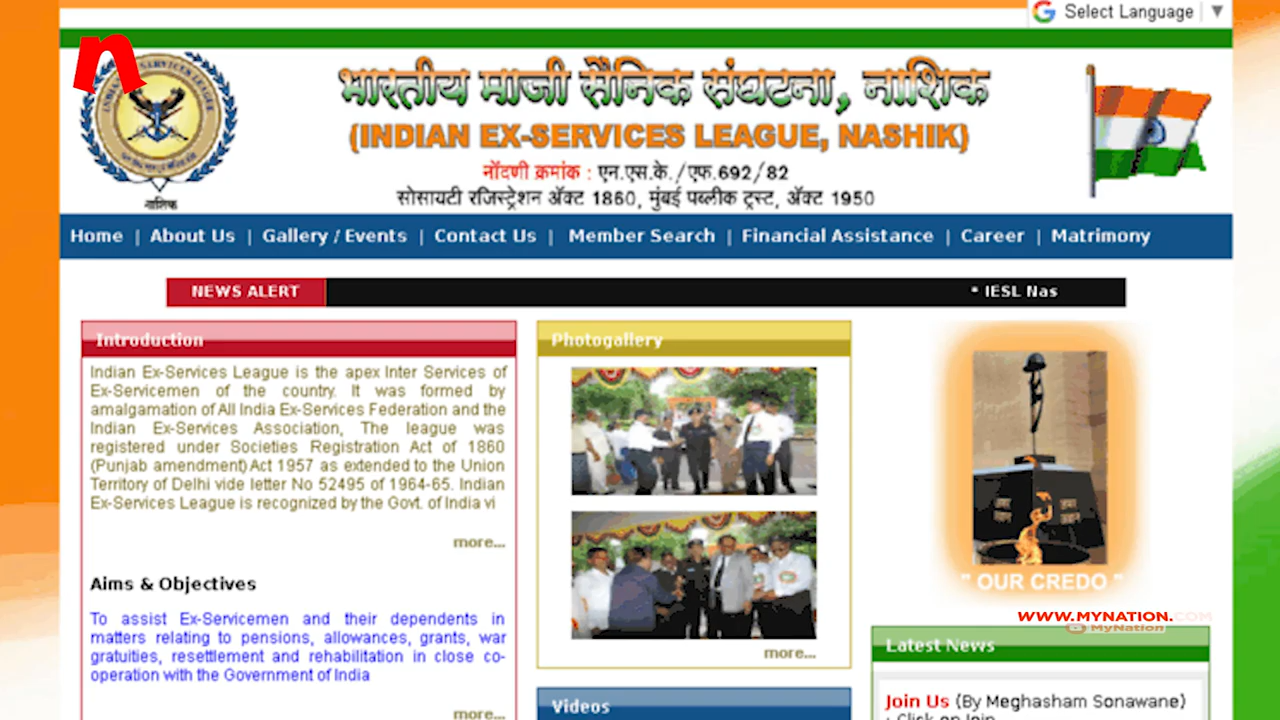 Select Language
n
भारतीय माजी सैनिक संघटना, नाशिक
(INDIAN EX-SERVICES LEAGUE, NASHIK)
नोंदणी क्रमांक : एन.एस.के./एफ.692/82
सोसायटी रजिस्ट्रेशन ॲक्ट 1860, मुंबई पब्लीक ट्रस्ट, ॲक्ट 1950
नाशिक
Home | About Us | Gallery / Events | Contact Us | Member Search | Financial Assistance | Career | Matrimony
NEWS ALERT
* IESL Nas
Introduction
Indian Ex-Services League is the apex Inter Services of
Ex-Servicemen of the country. It was formed by
amalgamation of All India Ex-Services Federation and the
Indian Ex-Services Association, The league was
registered under Societies Registration Act of 1860
(Punjab amendment) Act 1957 as extended to the Union
Territory of Delhi vide letter No 52495 of 1964-65. Indian
Ex-Services League is recognized by the Govt. of India vi
more...
Aims & Objectives
To assist Ex-Servicemen and their dependents in
matters relating to pensions, allowances, grants, war
gratuities, resettlement and rehabilitation in close co-
operation with the Government of India
more...
Photogallery
more...
Videos
" OUR CREDO "
WWW.MYNATION.COM
MyNation
Latest News
Join Us (By Meghasham Sonawane)
: Click on Join